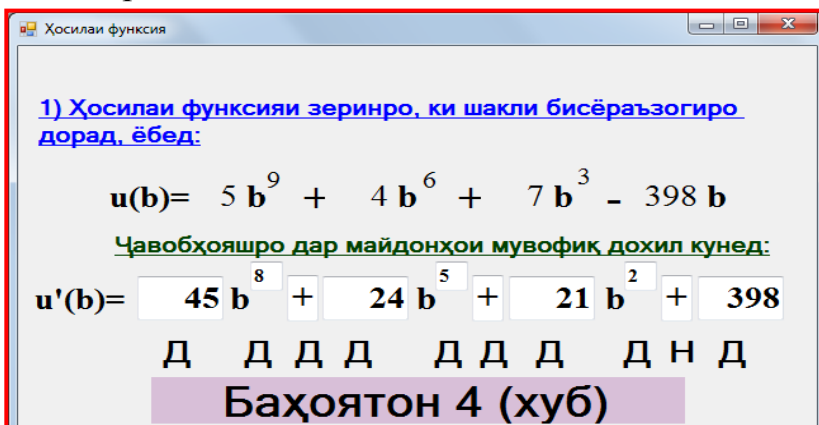 Ҳосилаи функсия
1) Ҳосилаи функсияи зеринро, ки шакли бисёраъзогиро
дорад, ёбед:
u(b)= 5 b⁹ + 4 b⁶ + 7 b³ - 398 b
Ҷавобҳояшро дар майдонҳои мувофиқ дохил кунед:
u'(b)= 45 b⁸ + 24 b⁵ + 21 b² + 398
Д Д Д Д Д Д Д Д Н Д
Баҳоятон 4 (хуб)